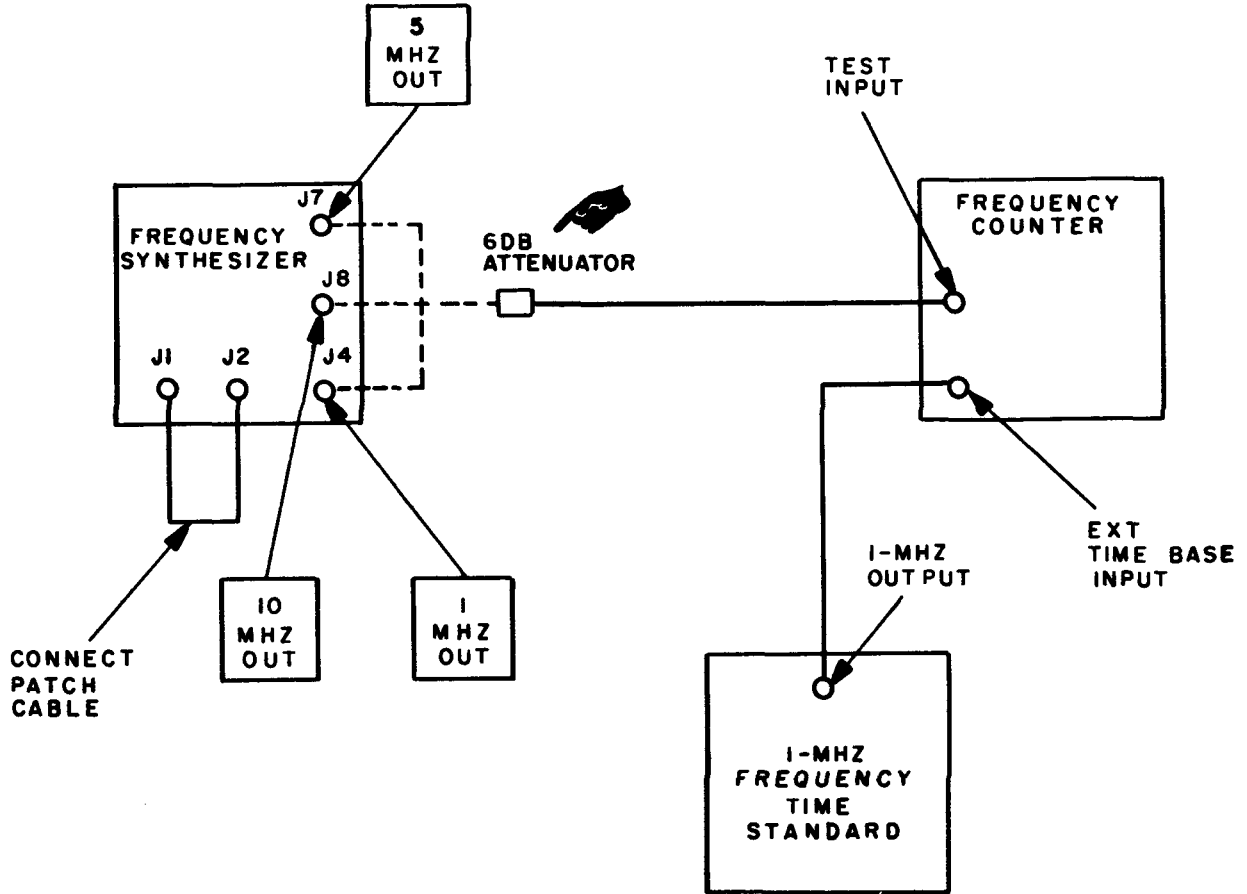 5
MHZ
OUT
TEST
INPUT
J7
FREQUENCY
SYNTHESIZER
J8
J1
J2
J4
6DB
ATTENUATOR
FREQUENCY
COUNTER
EXT
TIME BASE
INPUT
1-MHZ
OUTPUT
10
MHZ
OUT
1
MHZ
OUT
CONNECT
PATCH
CABLE
1-MHZ
FREQUENCY
TIME
STANDARD